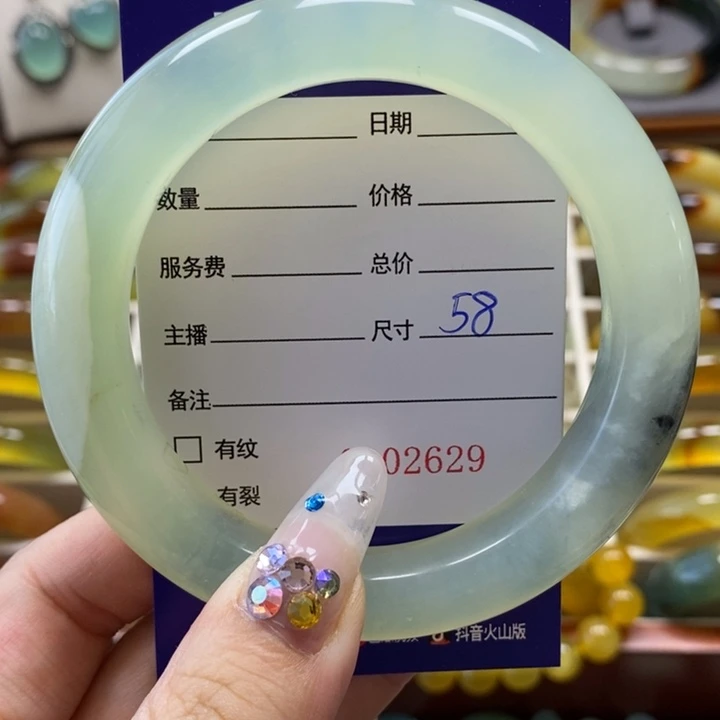 日期
数量 价格
服务费 总价
主播 尺寸 58
备注
有纹
02629
有裂
抖音火山版